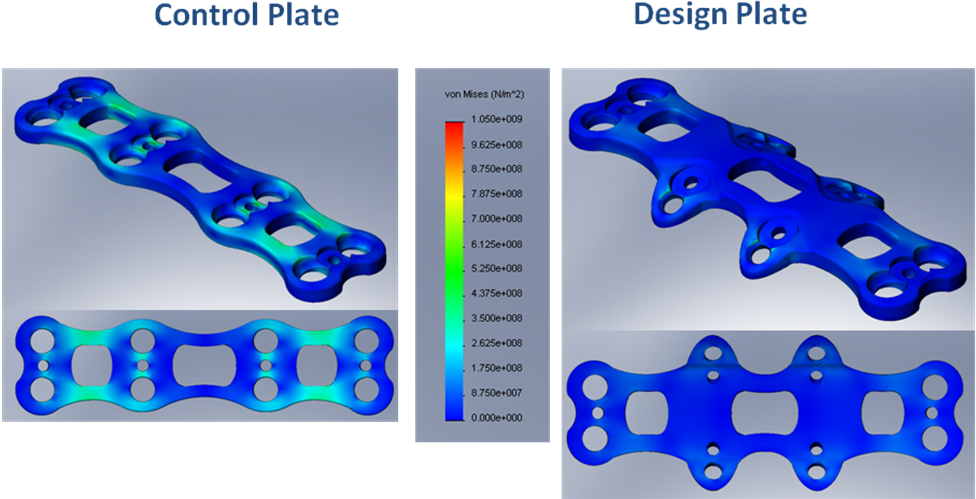 Control Plate
Design Plate
von Mises (N/m^2)
1.050e+009
9.625e+008
8.750e+008
7.875e+008
7.000e+008
6.125e+008
5.250e+008
4.375e+008
3.500e+008
2.625e+008
1.750e+008
8.750e+007
0.000e+000